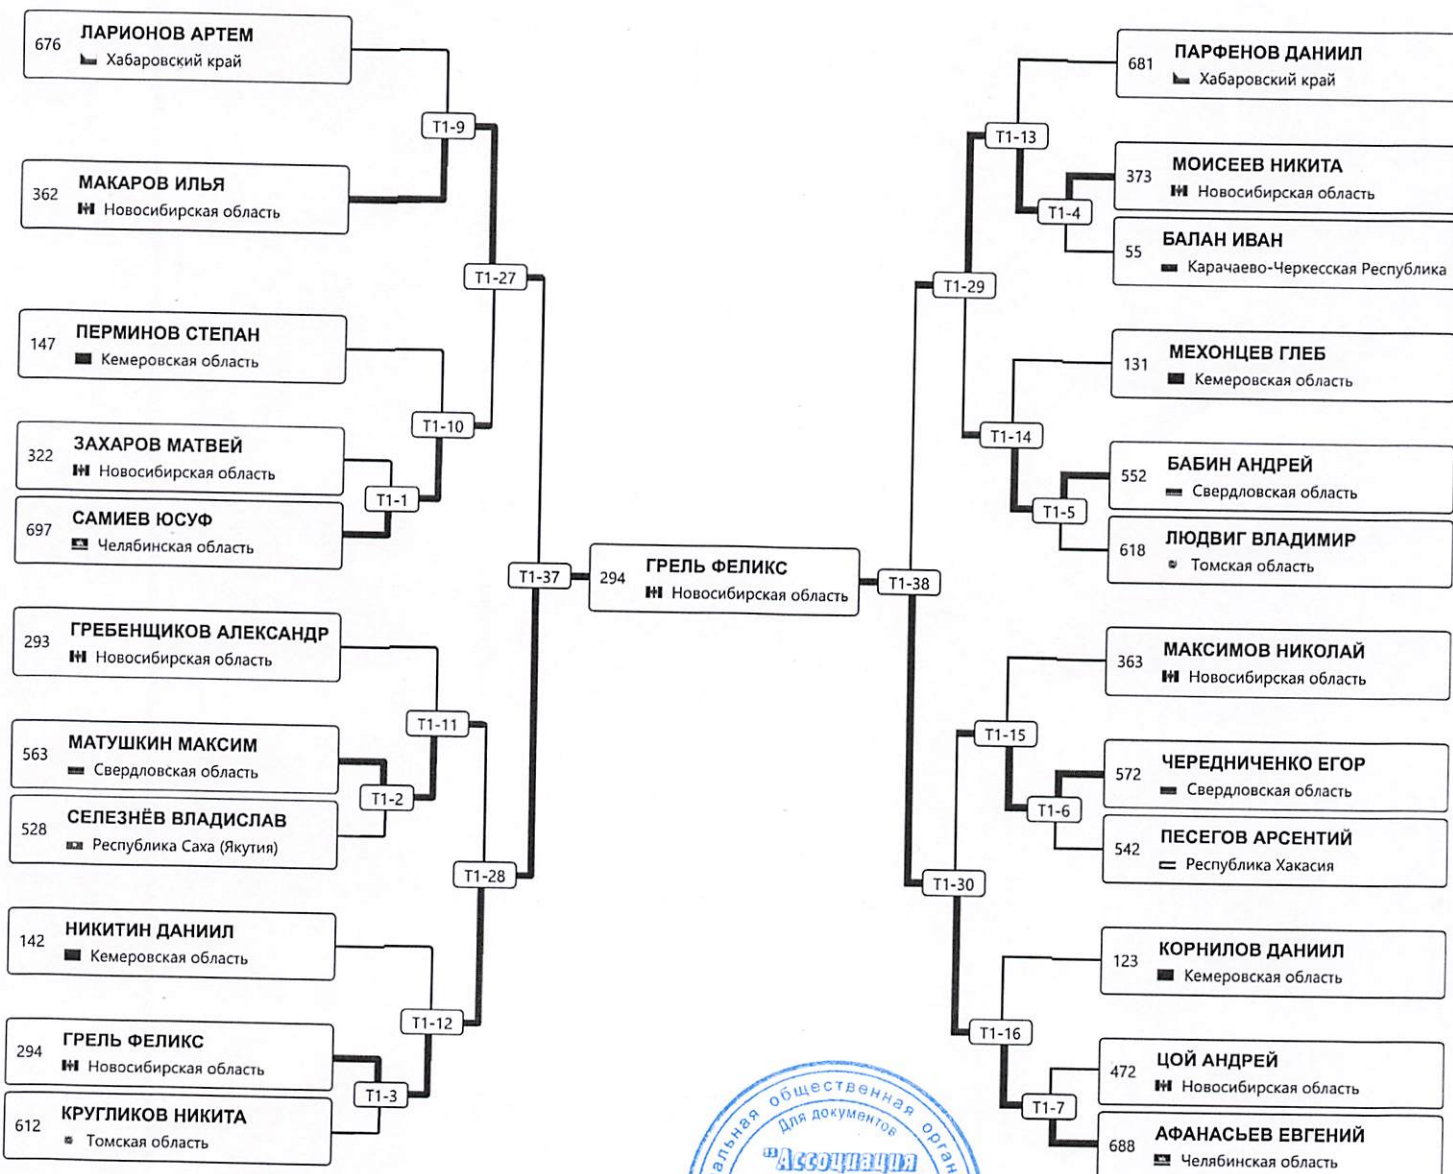 676 ЛАРИОНОВ АРТЕМ
Хабаровский край
T1-9
362 МАКАРОВ ИЛЬЯ
Новосибирская область
T1-27
147 ПЕРМИНОВ СТЕПАН
Кемеровская область
T1-10
322 ЗАХАРОВ МАТВЕЙ
Новосибирская область
T1-1
697 САМИЕВ ЮСУФ
Челябинская область
T1-37
293 ГРЕБЕНЩИКОВ АЛЕКСАНДР
Новосибирская область
T1-11
563 МАТУШКИН МАКСИМ
Свердловская область
T1-2
528 СЕЛЕЗНЁВ ВЛАДИСЛАВ
Республика Саха (Якутия)
T1-28
142 НИКИТИН ДАНИИЛ
Кемеровская область
T1-12
294 ГРЕЛЬ ФЕЛИКС
Новосибирская область
T1-3
612 КРУГЛИКОВ НИКИТА
Томская область
294 ГРЕЛЬ ФЕЛИКС
Новосибирская область
681 ПАРФЕНОВ ДАНИИЛ
Хабаровский край
T1-13
373 МОИСЕЕВ НИКИТА
Новосибирская область
T1-4
55 БАЛАН ИВАН
Карачаево-Черкесская Республика
T1-29
131 МЕХОНЦЕВ ГЛЕБ
Кемеровская область
T1-14
552 БАБИН АНДРЕЙ
Свердловская область
T1-5
618 ЛЮДВИГ ВЛАДИМИР
Томская область
T1-38
363 МАКСИМОВ НИКОЛАЙ
Новосибирская область
T1-15
572 ЧЕРЕДНИЧЕНКО ЕГОР
Свердловская область
T1-6
542 ПЕСЕГОВ АРСЕНТИЙ
Республика Хакасия
T1-30
123 КОРНИЛОВ ДАНИИЛ
Кемеровская область
T1-16
472 ЦОЙ АНДРЕЙ
Новосибирская область
T1-7
688 АФАНАСЬЕВ ЕВГЕНИЙ
Челябинская область
общественная
Для документов
"Ассоциация